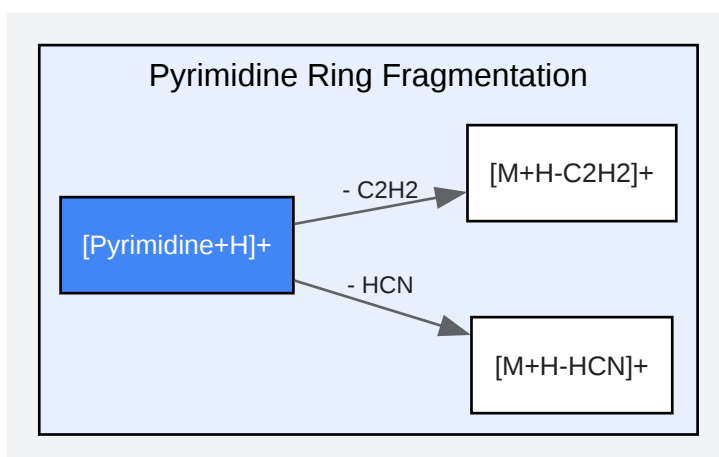 Pyrimidine Ring Fragmentation
[M+H-C2H2]+
- C2H2
[Pyrimidine+H]+
- HCN
[M+H-HCN]+